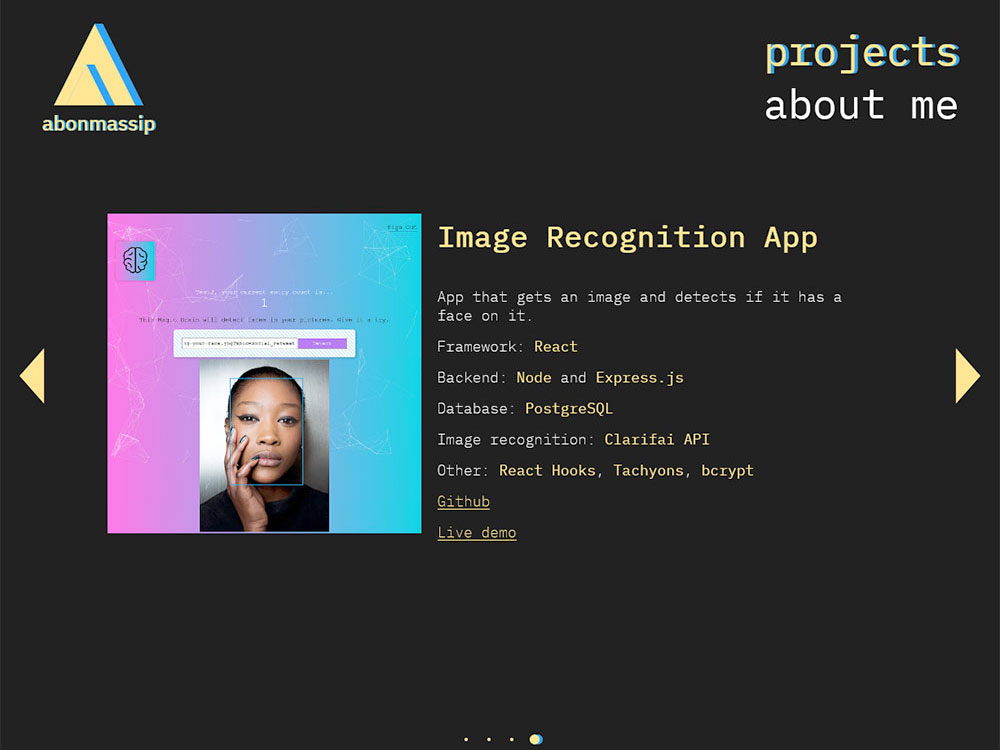 abonmassip
projects
about me
Sign Out
, your current entry count is...
1
This Magic Brain will detect faces in your pictures. Give it a try.
Detect
Image Recognition App
App that gets an image and detects if it has a
face on it.
Framework: React
Backend: Node and Express.js
Database: PostgreSQL
Image recognition: Clarifai API
Other: React Hooks, Tachyons, bcrypt
Github
Live demo